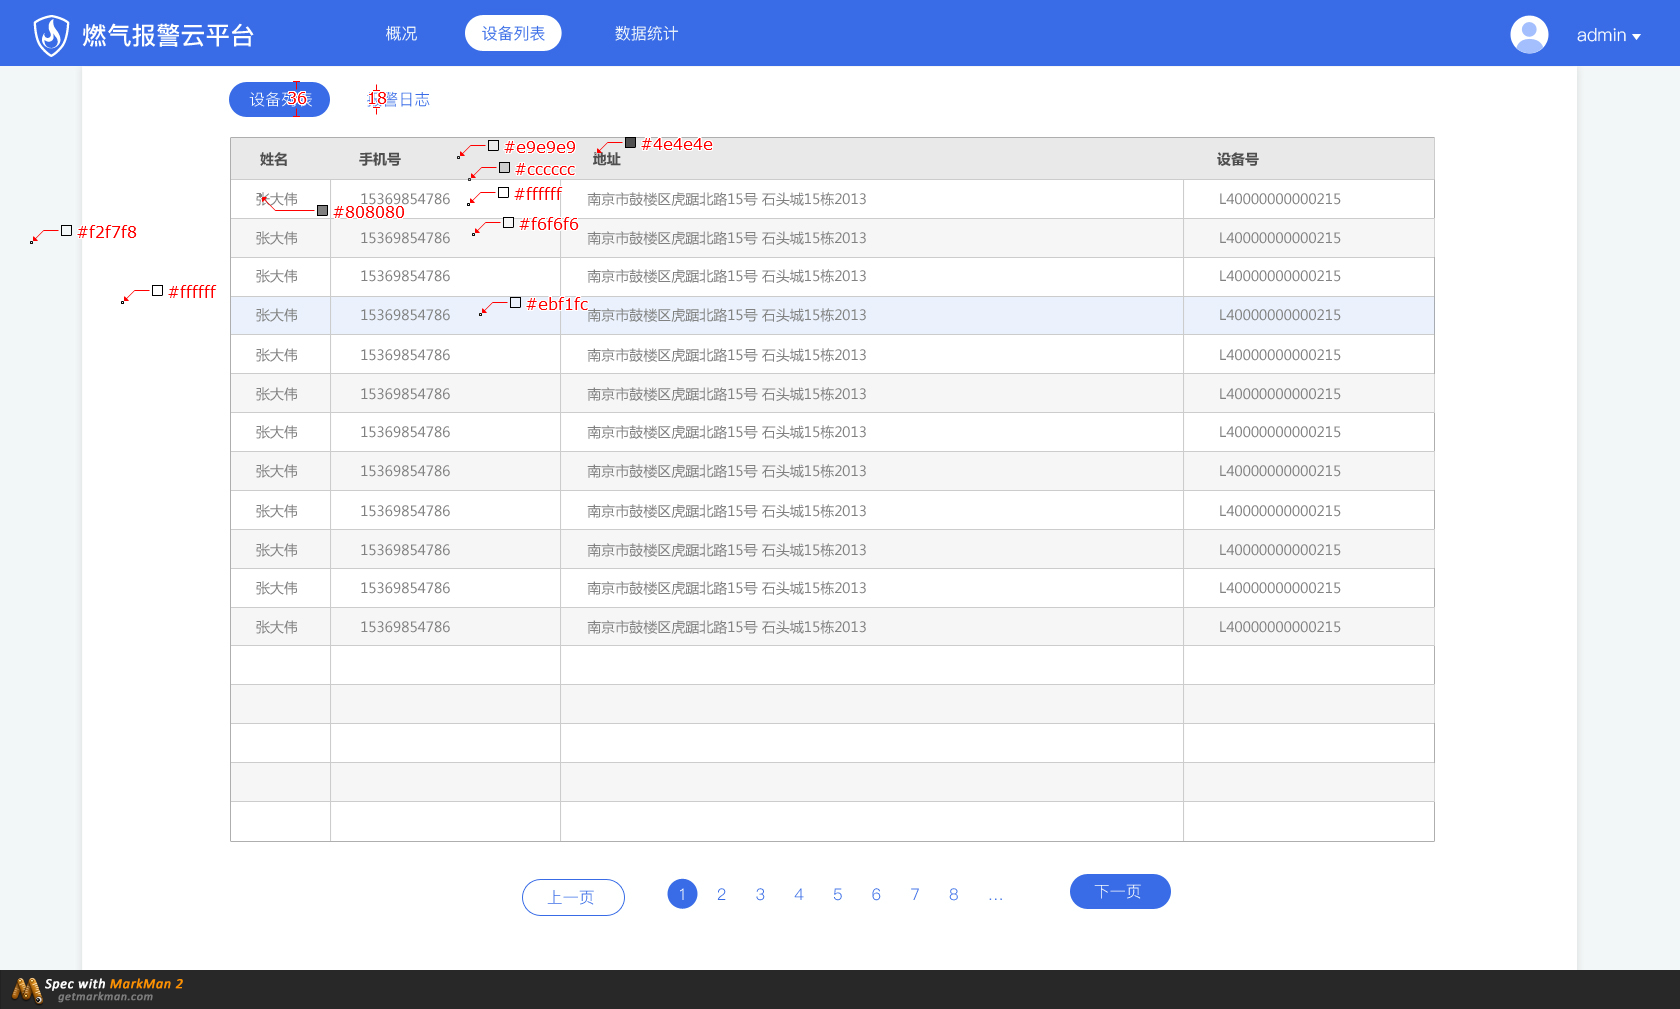 燃气报警云平台 概况 设备列表 数据统计 admin
设备列表 36 18 报警日志
姓名 手机号 #e9e9e9 地址 #4e4e4e 设备号
#cccccc
张大伟 15369854786 #ffffff 南京市鼓楼区虎踞北路15号 石头城15栋2013 L40000000000215
#808080
#f2f7f8 张大伟 15369854786 #f6f6f6 南京市鼓楼区虎踞北路15号 石头城15栋2013 L40000000000215
张大伟 15369854786 南京市鼓楼区虎踞北路15号 石头城15栋2013 L40000000000215
#ffffff
张大伟 15369854786 #ebf1fc 南京市鼓楼区虎踞北路15号 石头城15栋2013 L40000000000215
张大伟 15369854786 南京市鼓楼区虎踞北路15号 石头城15栋2013 L40000000000215
张大伟 15369854786 南京市鼓楼区虎踞北路15号 石头城15栋2013 L40000000000215
张大伟 15369854786 南京市鼓楼区虎踞北路15号 石头城15栋2013 L40000000000215
张大伟 15369854786 南京市鼓楼区虎踞北路15号 石头城15栋2013 L40000000000215
张大伟 15369854786 南京市鼓楼区虎踞北路15号 石头城15栋2013 L40000000000215
张大伟 15369854786 南京市鼓楼区虎踞北路15号 石头城15栋2013 L40000000000215
张大伟 15369854786 南京市鼓楼区虎踞北路15号 石头城15栋2013 L40000000000215
张大伟 15369854786 南京市鼓楼区虎踞北路15号 石头城15栋2013 L40000000000215
上一页 1 2 3 4 5 6 7 8 ... 下一页
Spec with MarkMan 2
getmarkman.com